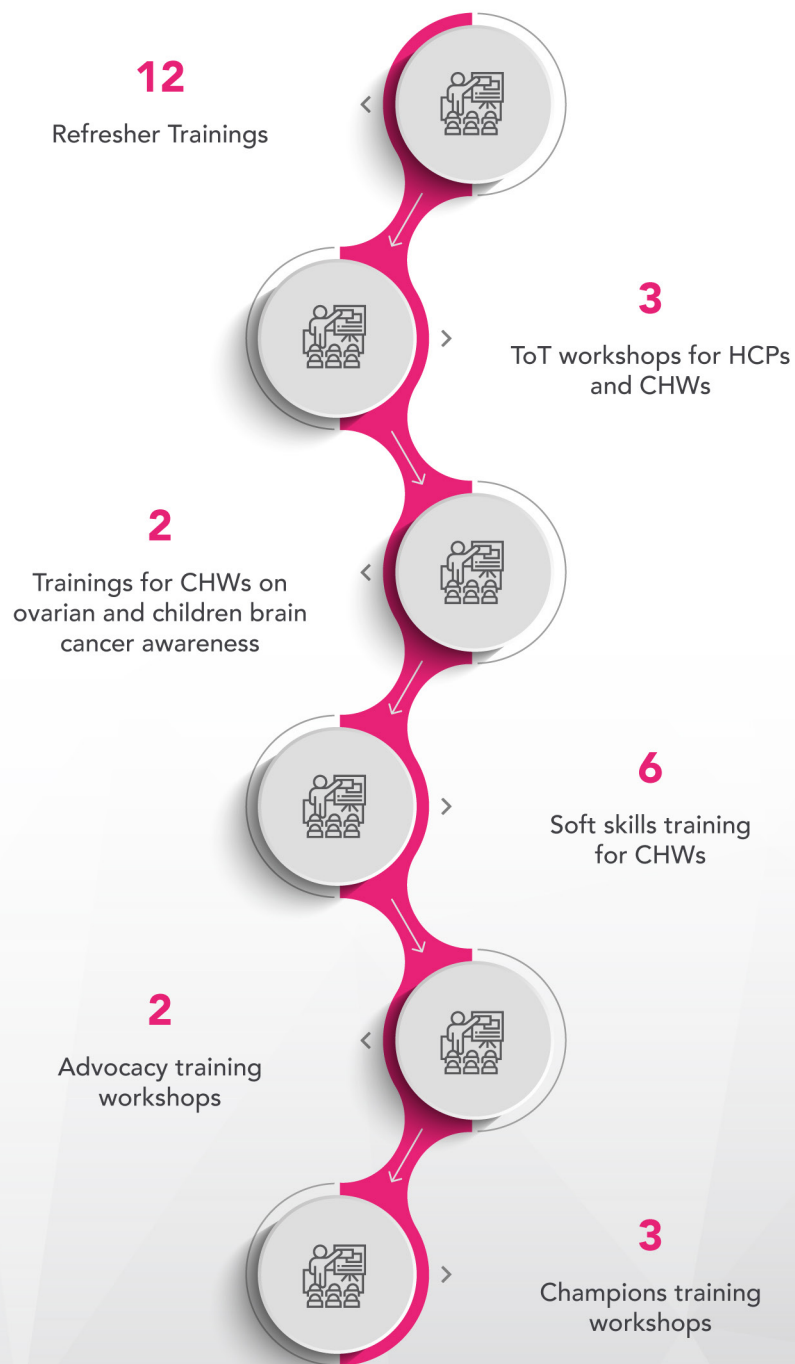 12
Refresher Trainings
3
ToT workshops for HCPs
and CHWs
2
Trainings for CHWs on
ovarian and children brain
cancer awareness
6
Soft skills training
for CHWs
2
Advocacy training
workshops
3
Champions training
workshops